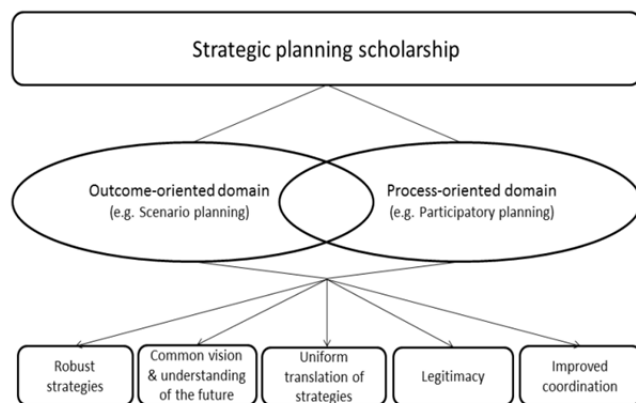 Strategic planning scholarship
Outcome-oriented domain
(e.g. Scenario planning)
Process-oriented domain
(e.g. Participatory planning)
Robust
strategies
Common vision
& understanding
of the future
Uniform
translation of
strategies
Legitimacy
Improved
coordination